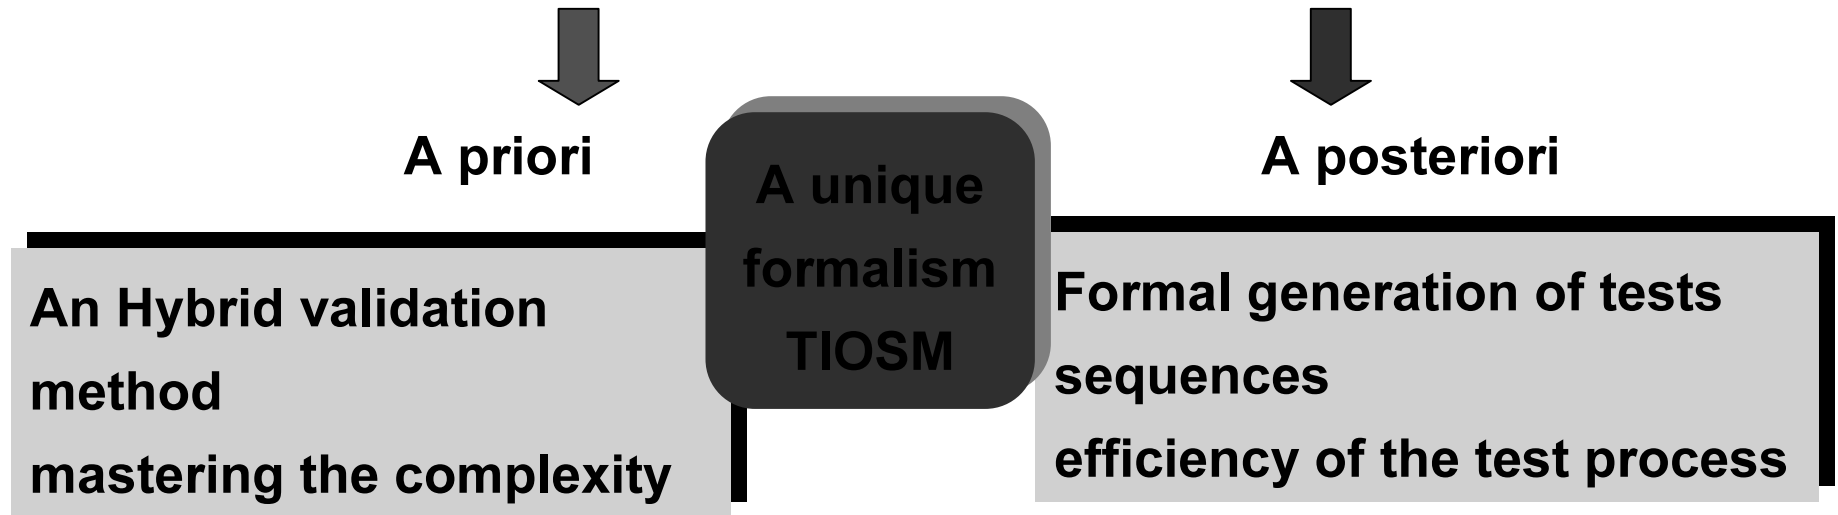 A priori
A posteriori
A unique
formalism
TIOSM
An Hybrid validation
method
mastering the complexity
Formal generation of tests
sequences
efficiency of the test process